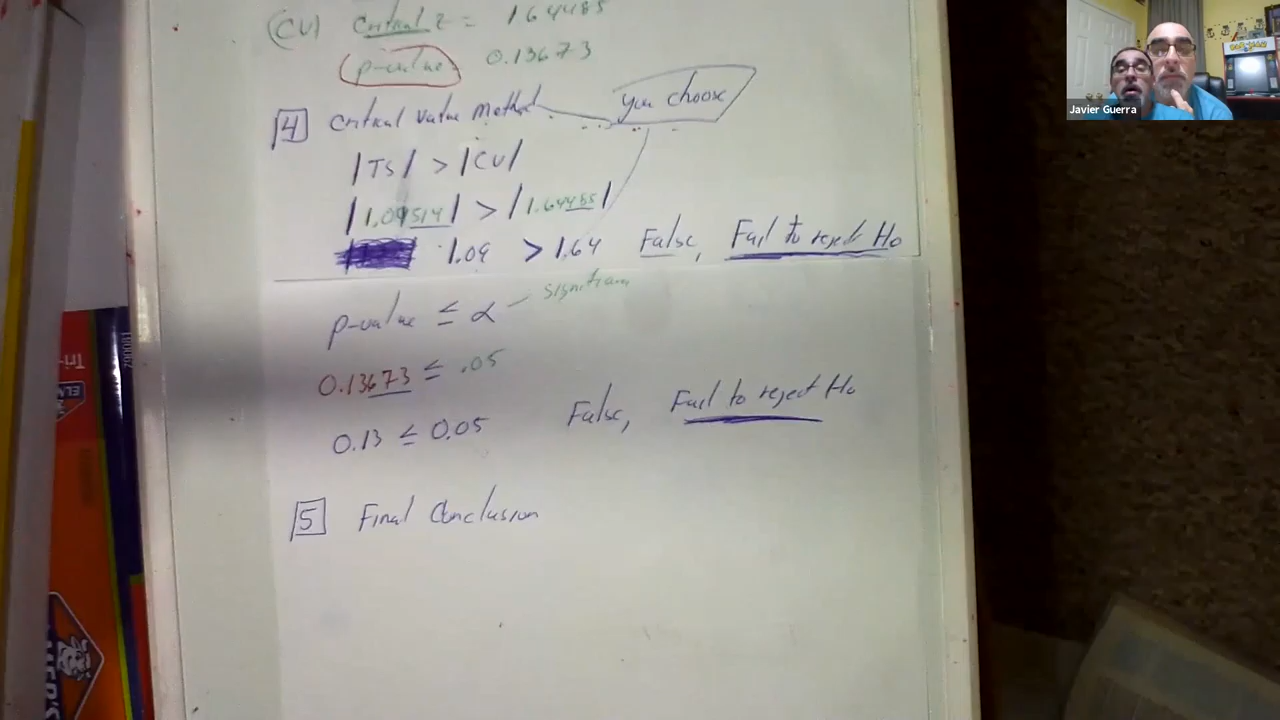 (CV) Critical Z = 1.64485
p-value 0.13673
4 Critical Value Method you choose
|TS| > |CV|
|1.09514| > |1.64485|
1.09 > 1.64 False, Fail to reject Ho
p-value ≤ α
0.13673 ≤ .05
0.13 ≤ 0.05 False, Fail to reject Ho
5 Final Conclusion
Javier Guerra
Tri-
790081